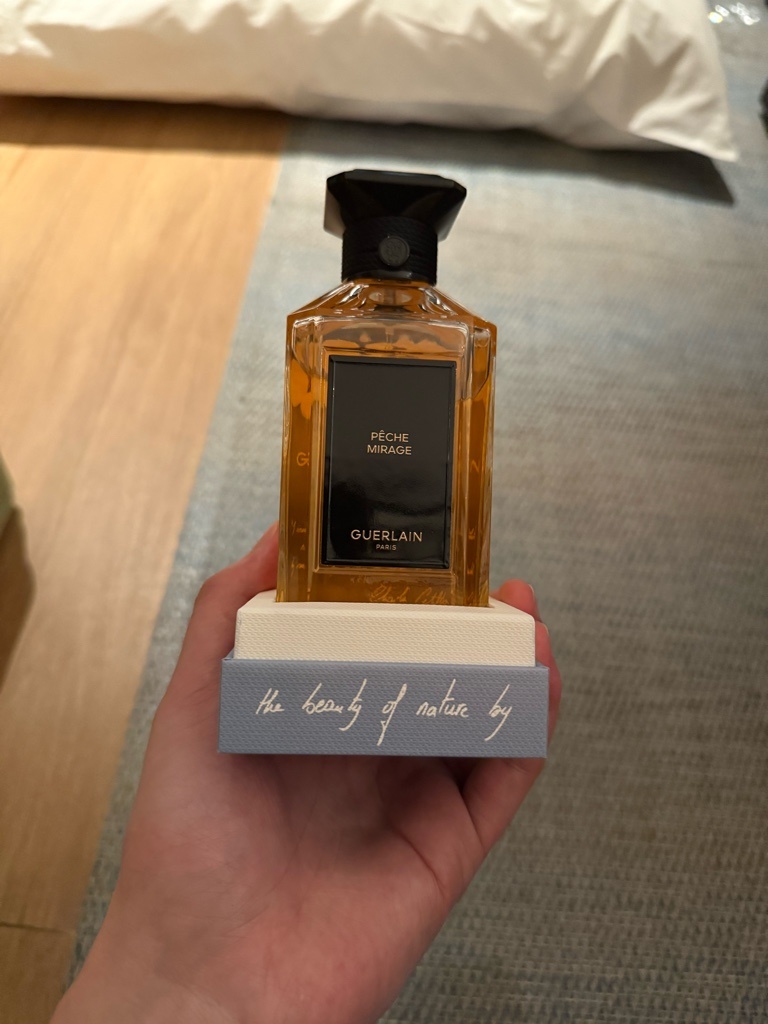 PÊCHE
MIRAGE
GUERLAIN
PARIS
the beauty of nature by